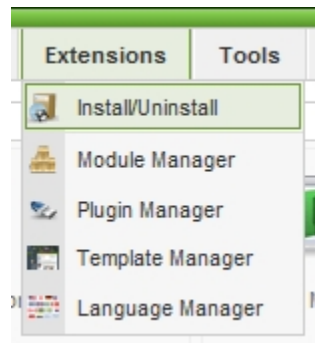 Extensions Tools
Install/Uninstall
Module Manager
Plugin Manager
Template Manager
Language Manager